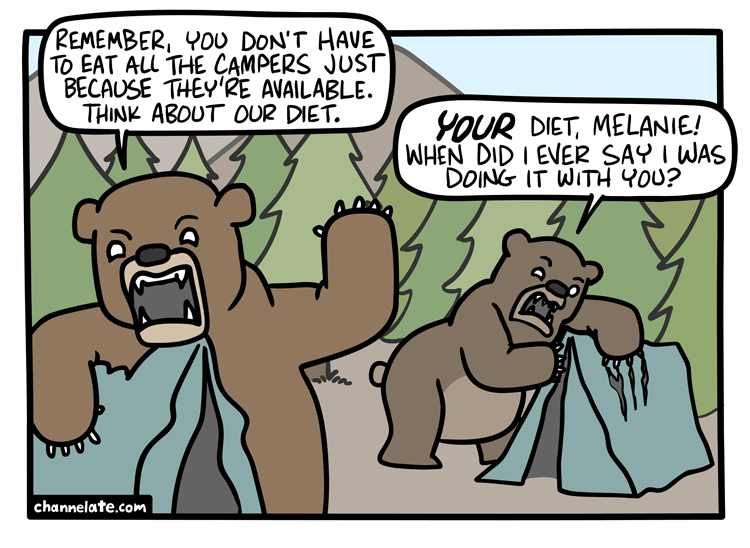 REMEMBER, YOU DON'T HAVE
TO EAT ALL THE CAMPERS JUST
BECAUSE THEY'RE AVAILABLE.
THINK ABOUT OUR DIET.
YOUR DIET, MELANIE!
WHEN DID I EVER SAY I WAS
DOING IT WITH YOU?
channelate.com